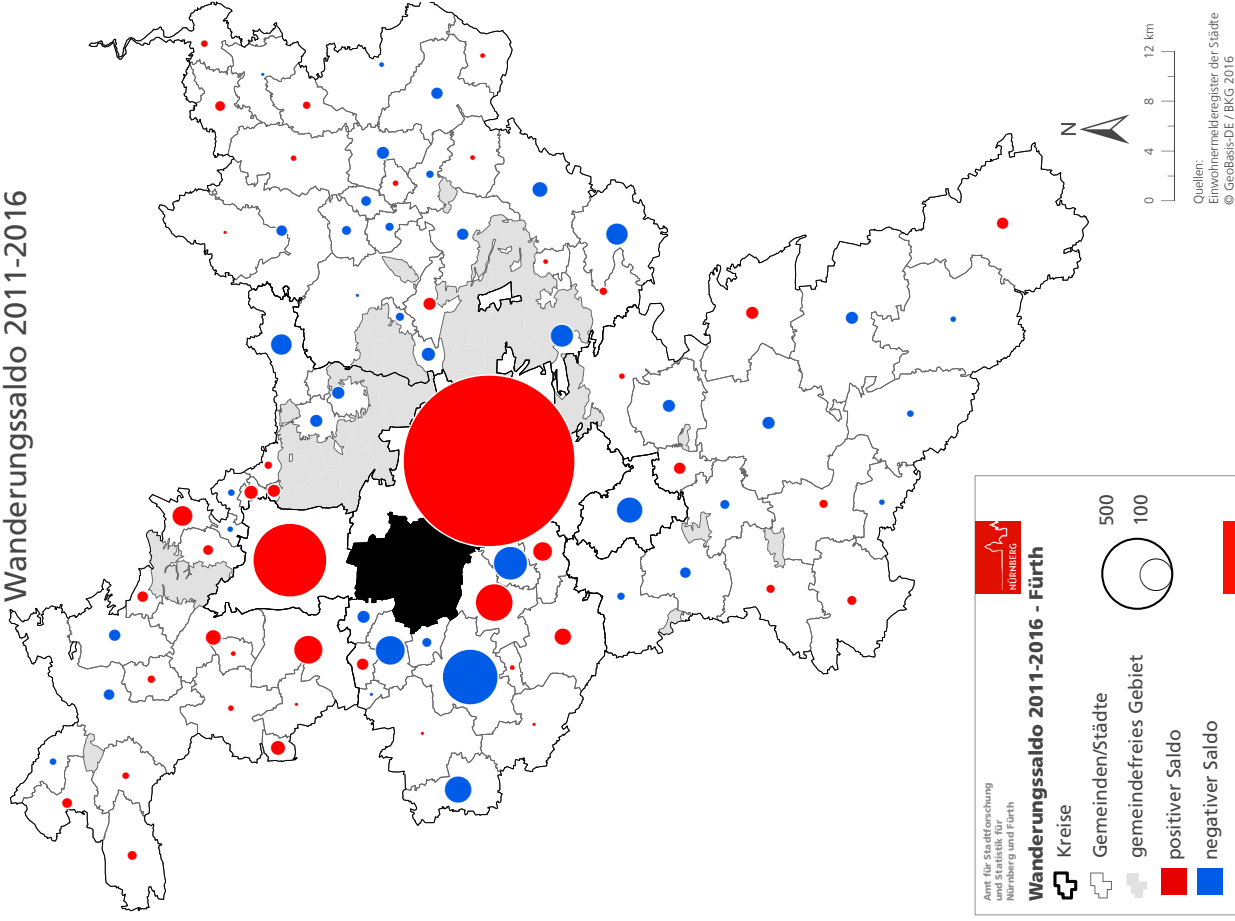 Wanderungssaldo 2011-2016
N
0 4 8 12 km
Quellen:
Einwohnermelderegister der Städte
© GeoBasis-DE / BKG 2016
Amt für Stadtforschung
und Statistik für
Nürnberg und Fürth
NÜRNBERG
Wanderungssaldo 2011-2016 - Fürth
Kreise
Gemeinden/Städte
gemeindefreies Gebiet
positiver Saldo
negativer Saldo
500
100